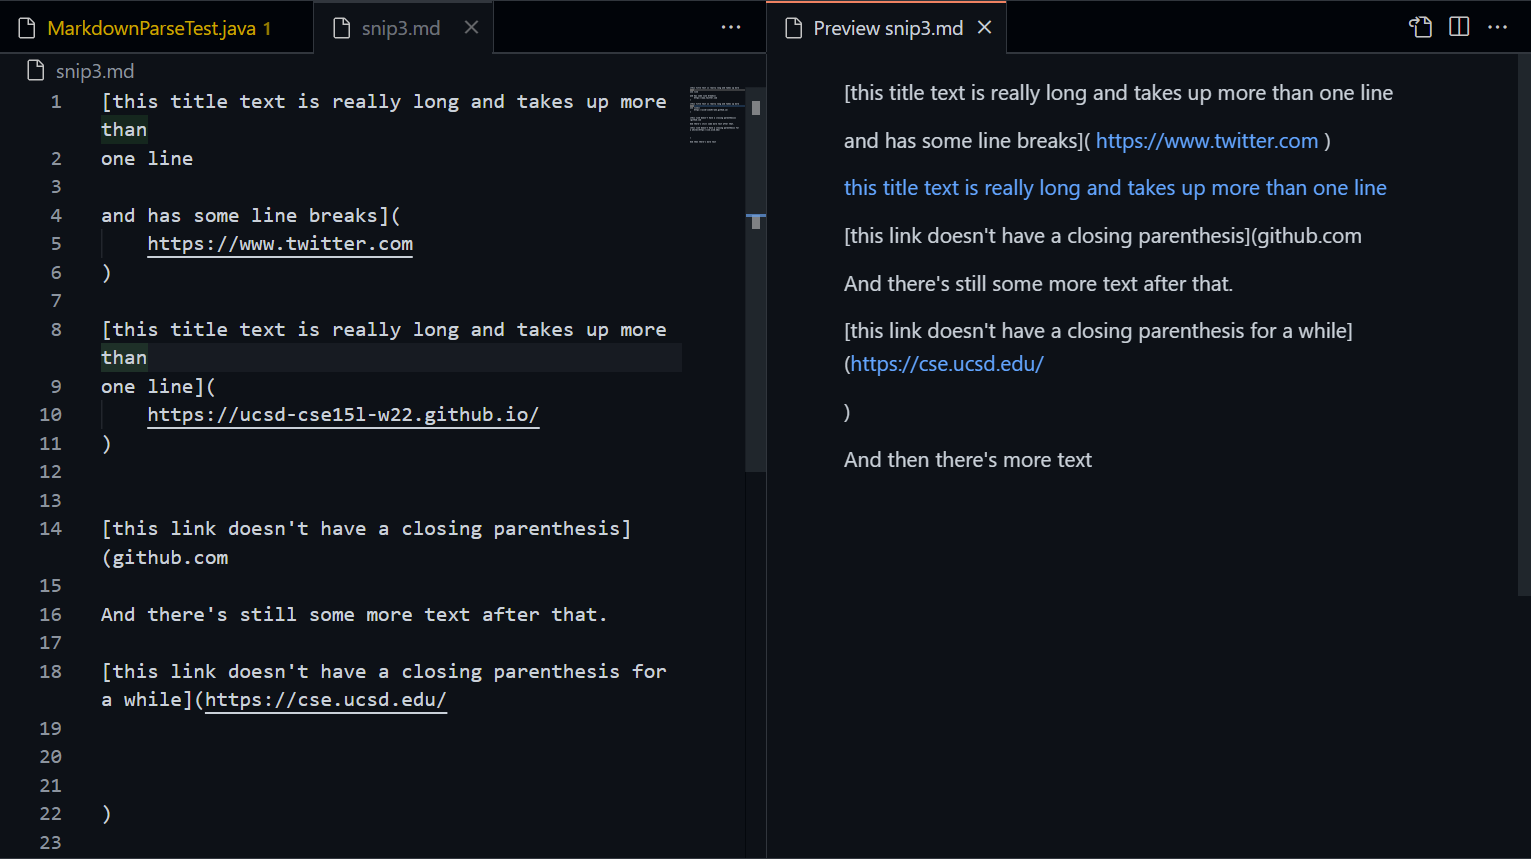 MarkdownParseTest.java 1
snip3.md
Preview snip3.md
snip3.md
1 [this title text is really long and takes up more
than
2 one line
3
4 and has some line breaks](
5 https://www.twitter.com
6 )
7
8 [this title text is really long and takes up more
than
9 one line](
10 https://ucsd-cse15l-w22.github.io/
11 )
12
13
14 [this link doesn't have a closing parenthesis]
(github.com
15
16 And there's still some more text after that.
17
18 [this link doesn't have a closing parenthesis for
a while](https://cse.ucsd.edu/
19
20
21
22 )
23
[this title text is really long and takes up more than one line
and has some line breaks]( https://www.twitter.com )
this title text is really long and takes up more than one line
[this link doesn't have a closing parenthesis](github.com
And there's still some more text after that.
[this link doesn't have a closing parenthesis for a while]
(https://cse.ucsd.edu/
)
And then there's more text